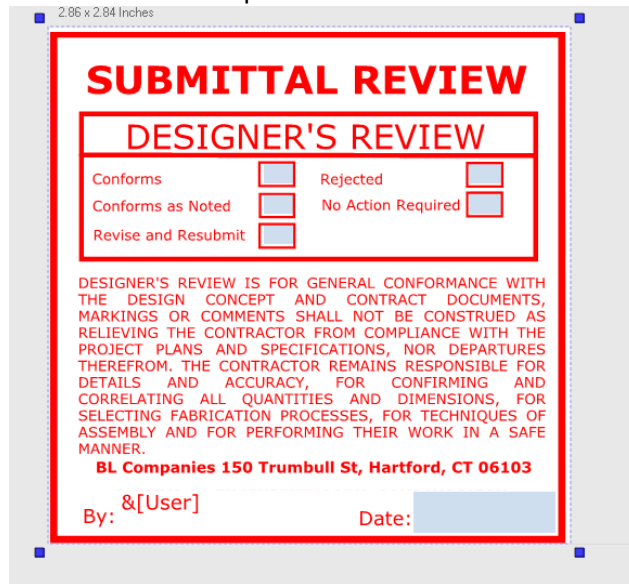 2.86 x 2.84 Inches
SUBMITTAL REVIEW
DESIGNER'S REVIEW
Conforms
Rejected
Conforms as Noted
No Action Required
Revise and Resubmit
DESIGNER'S REVIEW IS FOR GENERAL CONFORMANCE WITH
THE DESIGN CONCEPT AND CONTRACT DOCUMENTS,
MARKINGS OR COMMENTS SHALL NOT BE CONSTRUED AS
RELIEVING THE CONTRACTOR FROM COMPLIANCE WITH THE
PROJECT PLANS AND SPECIFICATIONS, NOR DEPARTURES
THEREFROM. THE CONTRACTOR REMAINS RESPONSIBLE FOR
DETAILS AND ACCURACY, FOR CONFIRMING AND
CORRELATING ALL QUANTITIES AND DIMENSIONS, FOR
SELECTING FABRICATION PROCESSES, FOR TECHNIQUES OF
ASSEMBLY AND FOR PERFORMING THEIR WORK IN A SAFE
MANNER.
BL Companies 150 Trumbull St, Hartford, CT 06103
By: &[User]
Date: